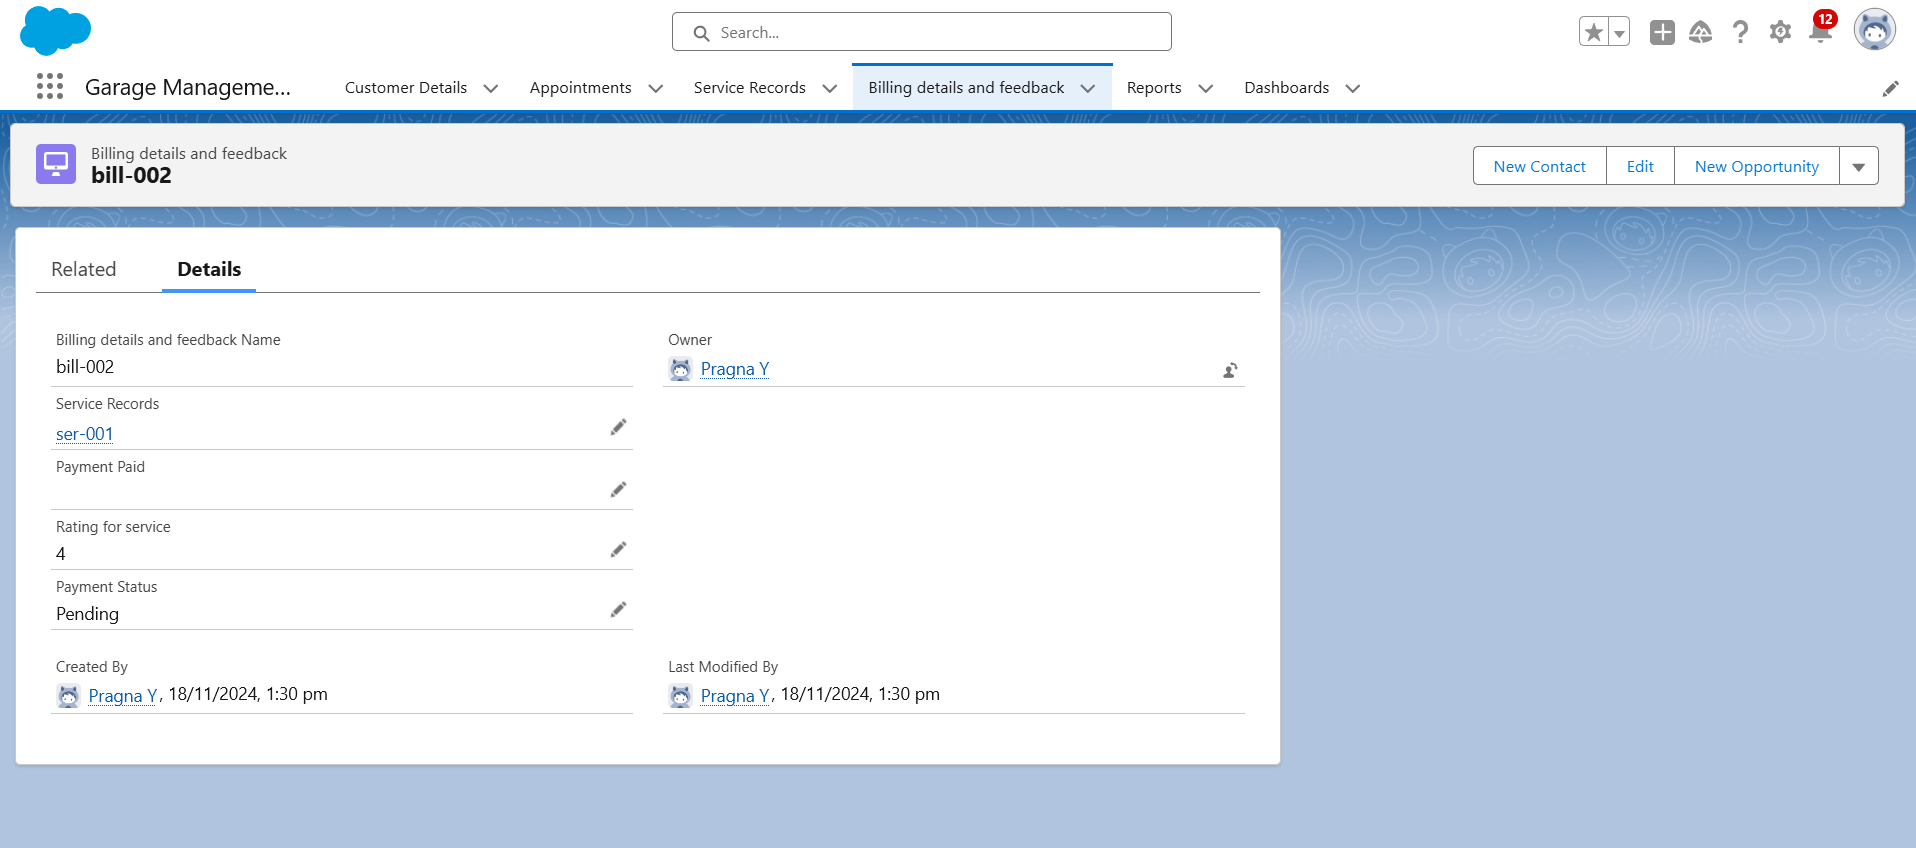 Search...
12
Garage Manageme...
Customer Details
Appointments
Service Records
Billing details and feedback
Reports
Dashboards
Billing details and feedback
bill-002
New Contact
Edit
New Opportunity
Related
Details
Billing details and feedback Name
bill-002
Owner
Pragna Y
Service Records
ser-001
Payment Paid
Rating for service
4
Payment Status
Pending
Created By
Pragna Y, 18/11/2024, 1:30 pm
Last Modified By
Pragna Y, 18/11/2024, 1:30 pm